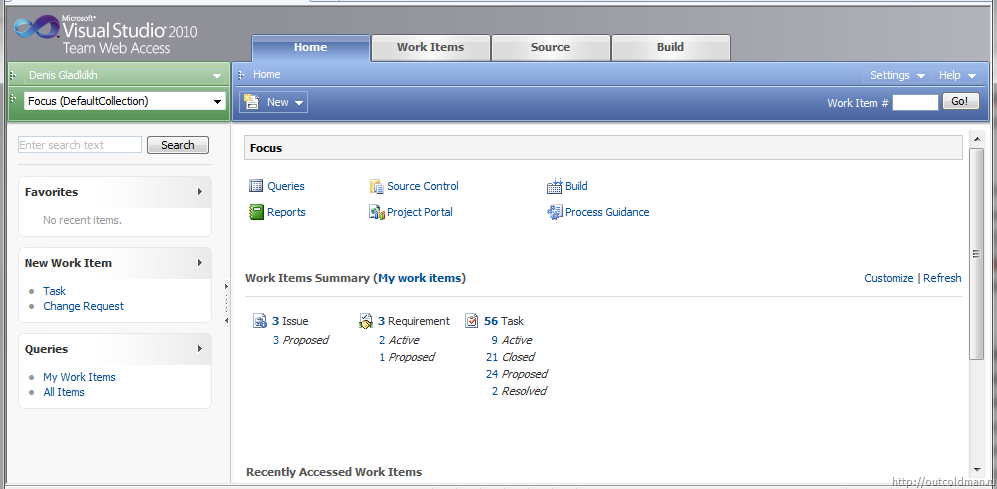 Microsoft®
Visual Studio 2010
Team Web Access
Home
Work Items
Source
Build
Denis Gladkikh
Home
Settings
Help
Focus (DefaultCollection)
New
Work Item #
Go!
Enter search text
Search
Favorites
No recent items.
New Work Item
Task
Change Request
Queries
My Work Items
All Items
Focus
Queries
Source Control
Build
Reports
Project Portal
Process Guidance
Work Items Summary (My work items)
Customize | Refresh
3 Issue
3 Proposed
3 Requirement
2 Active
1 Proposed
56 Task
9 Active
21 Closed
24 Proposed
2 Resolved
Recently Accessed Work Items